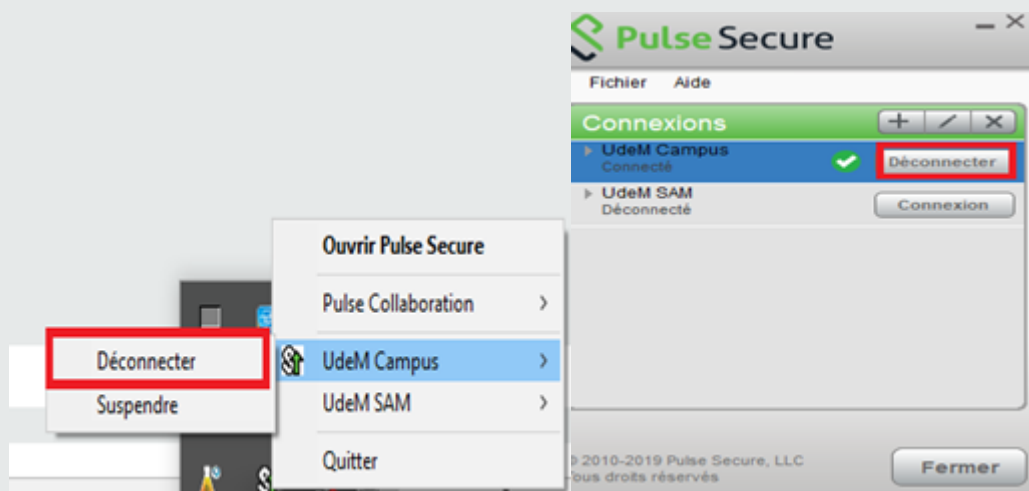 Ouvrir Pulse Secure
Pulse Collaboration
Déconnecter
UdeM Campus
Suspendre
UdeM SAM
Quitter
Pulse Secure
Fichier Aide
Connexions
UdeM Campus
Connecté
Déconnecter
UdeM SAM
Déconnecté
Connexion
© 2010-2019 Pulse Secure, LLC
Tous droits réservés
Fermer